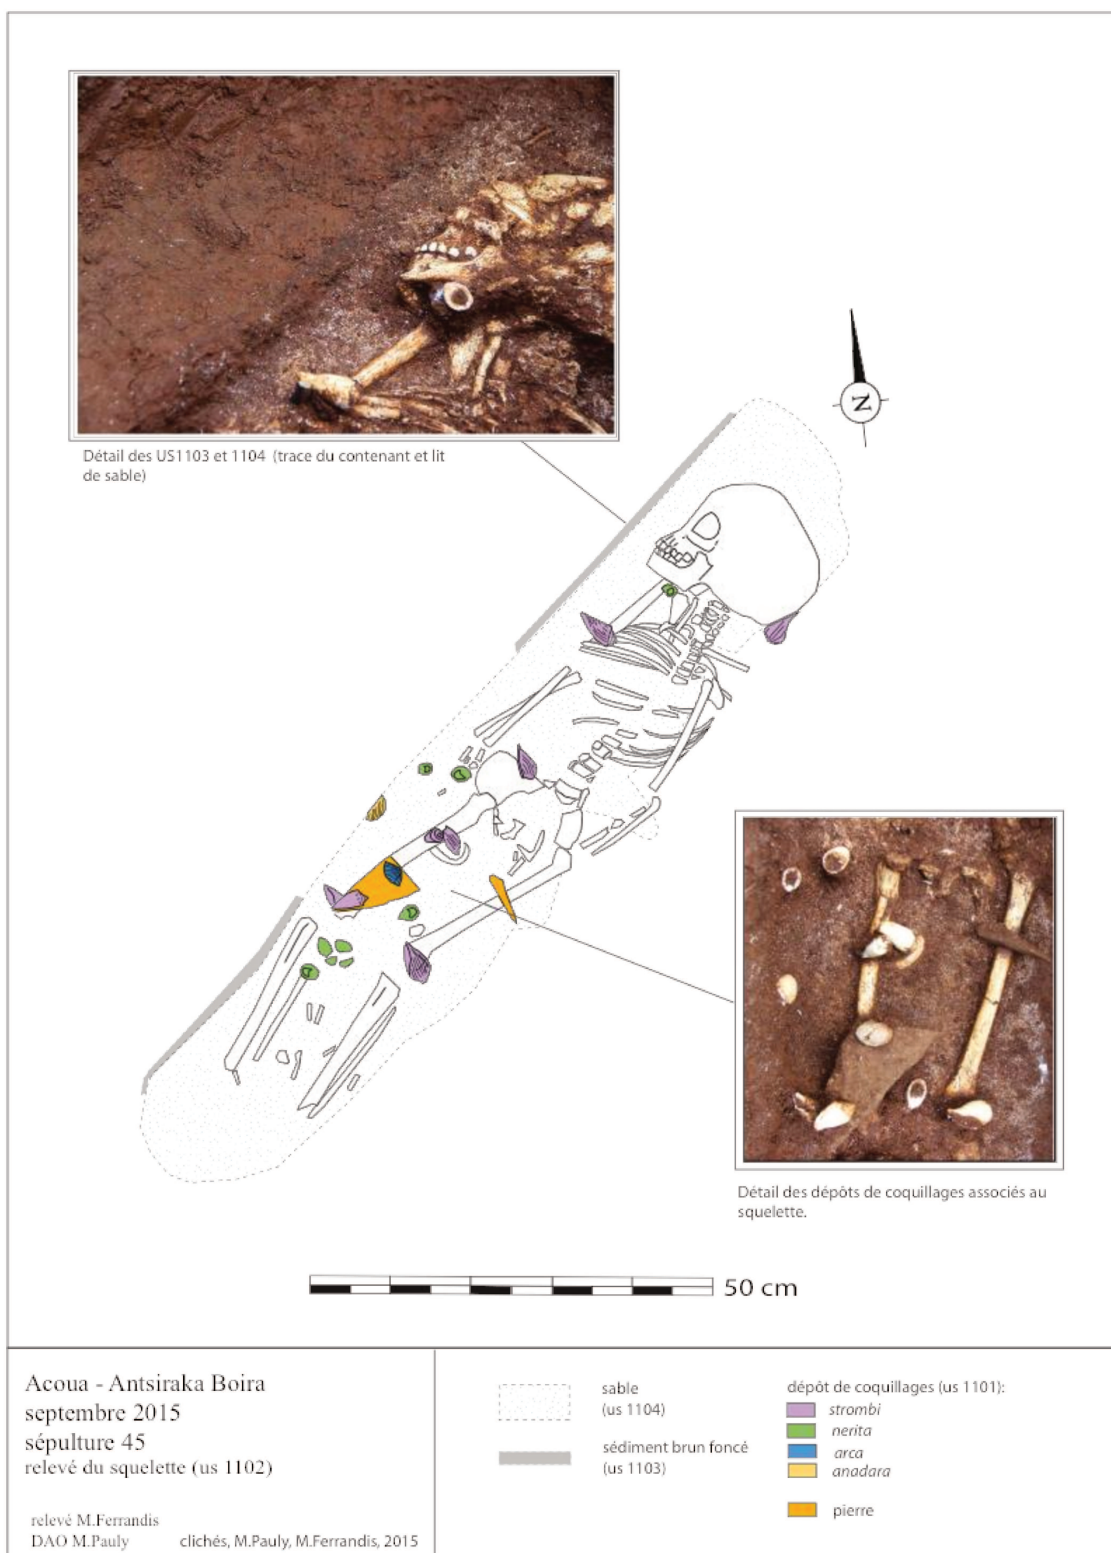 Détail des US1103 et 1104 (trace du contenant et lit
de sable)
N
Détail des dépôts de coquillages associés au
squelette.
50 cm
Acoua - Antsiraka Boira
septembre 2015
sépulture 45
relevé du squelette (us 1102)
relevé M.Ferrandis
DAO M.Pauly
clichés, M.Pauly, M.Ferrandis, 2015
sable
(us 1104)
sédiment brun foncé
(us 1103)
dépôt de coquillages (us 1101):
strombi
nerita
arca
anadara
pierre